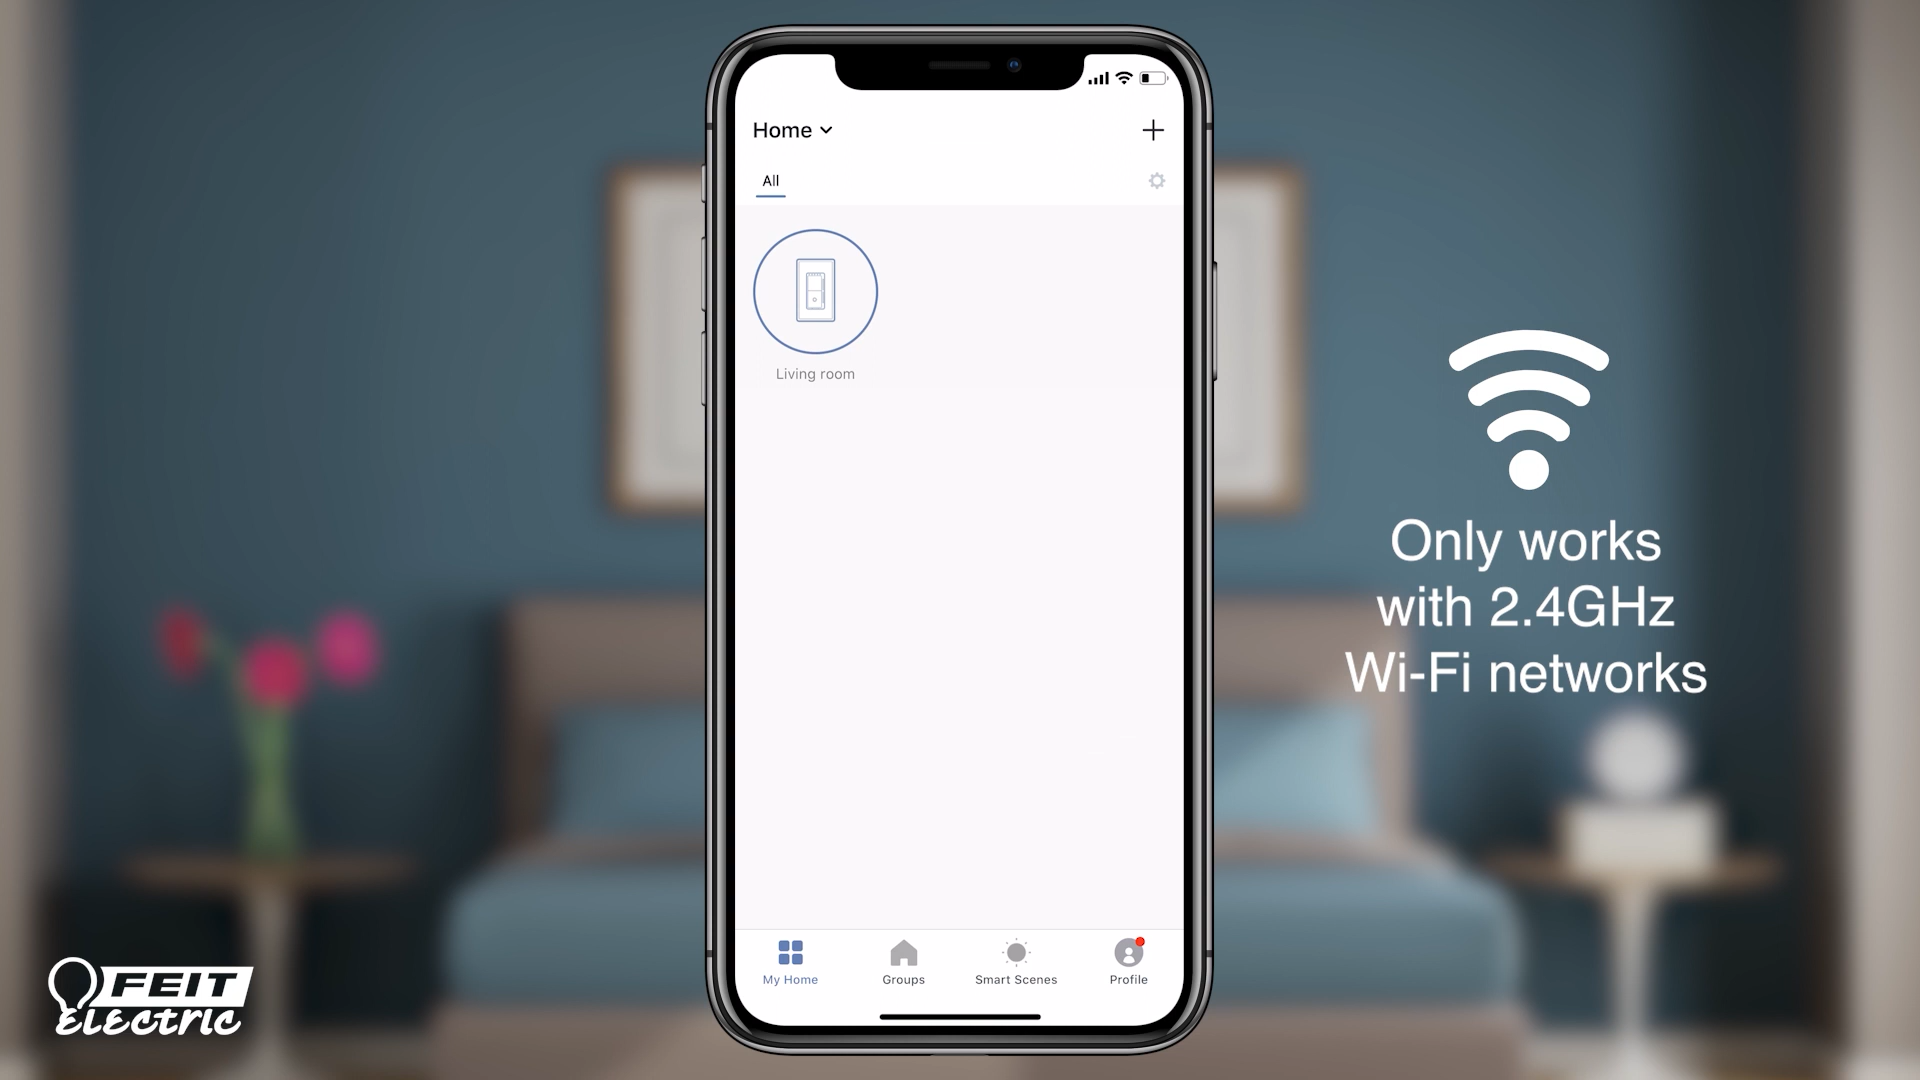 Home
All
Living room
My Home
Groups
Smart Scenes
Profile
Only works
with 2.4GHz
Wi-Fi networks
FEIT
Electric